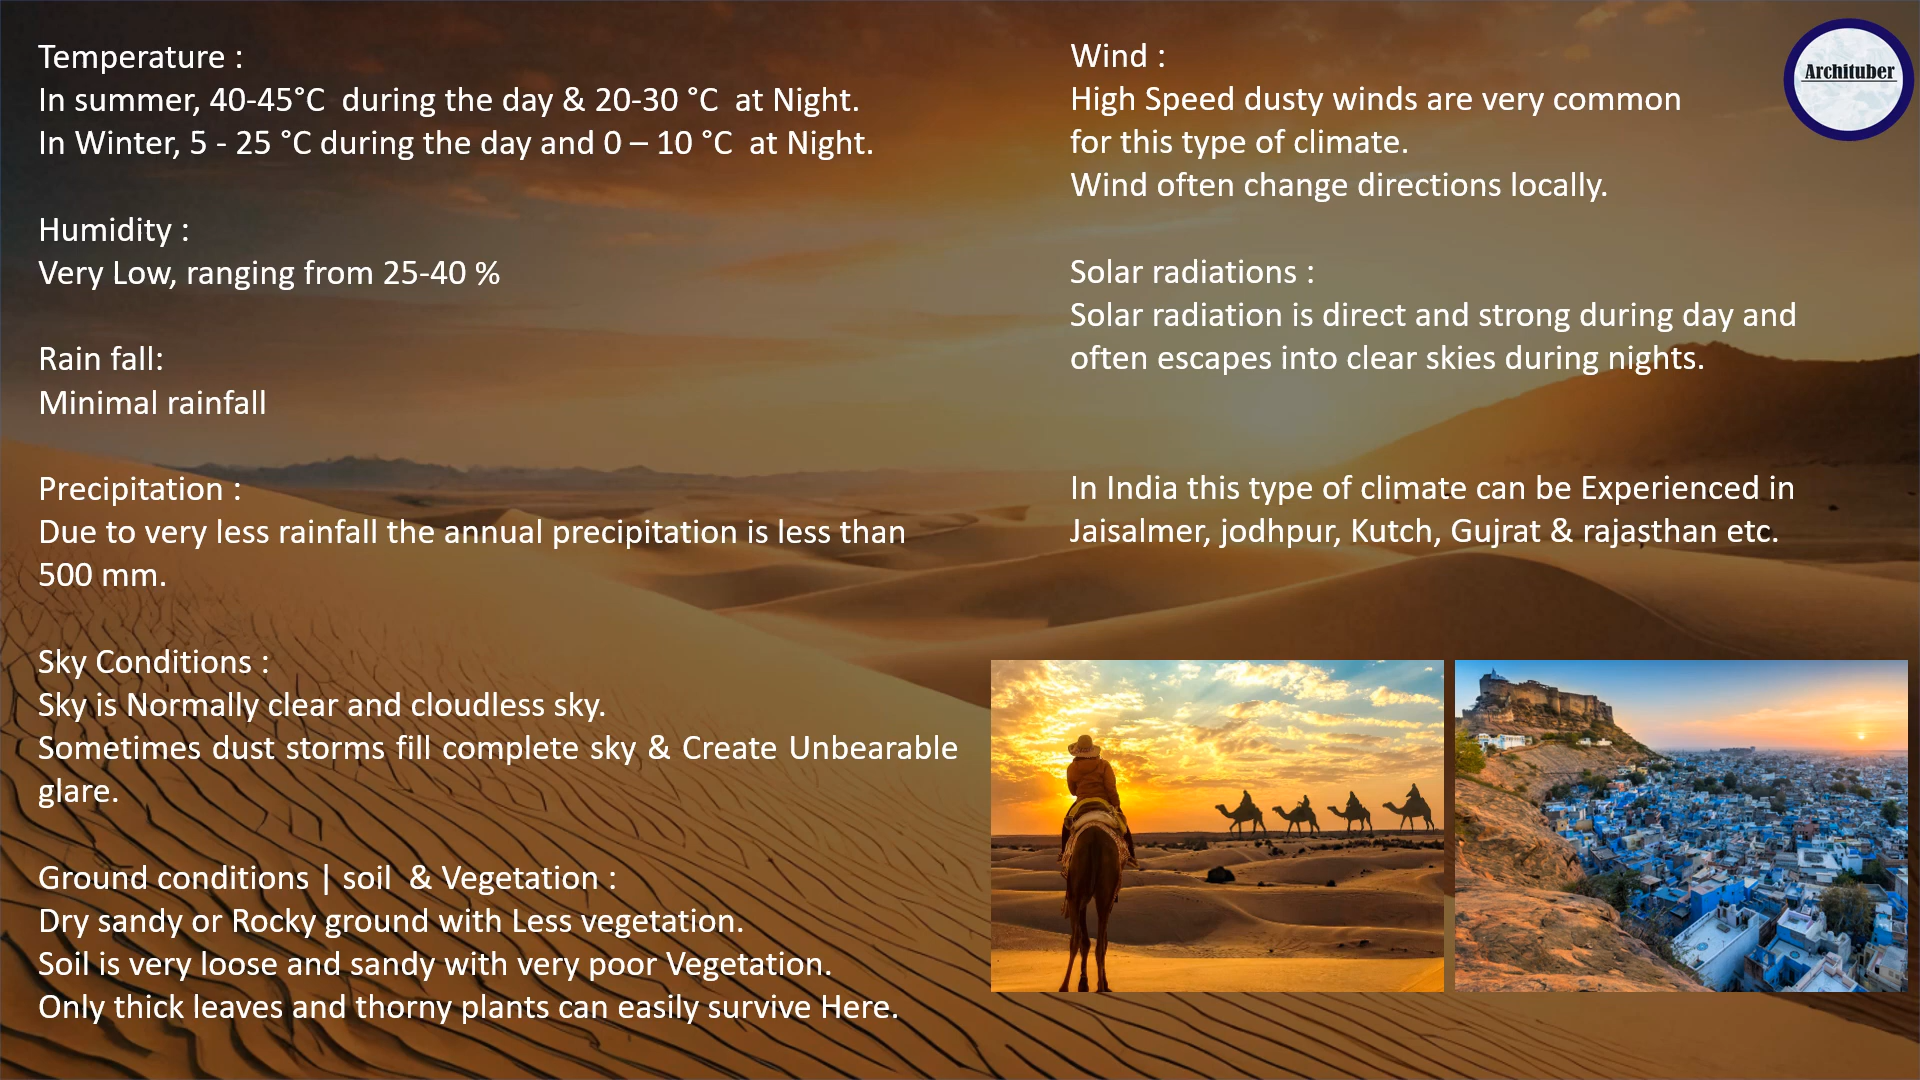 Temperature :
In summer, 40-45°C  during the day & 20-30 °C  at Night.
In Winter, 5 - 25 °C during the day and 0 – 10 °C  at Night.
Humidity :
Very Low, ranging from 25-40 %
Rain fall:
Minimal rainfall
Precipitation :
Due to very less rainfall the annual precipitation is less than
500 mm.
Sky Conditions :
Sky is Normally clear and cloudless sky.
Sometimes dust storms fill complete sky & Create Unbearable
glare.
Ground conditions | soil  & Vegetation :
Dry sandy or Rocky ground with Less vegetation.
Soil is very loose and sandy with very poor Vegetation.
Only thick leaves and thorny plants can easily survive Here.
Wind :
High Speed dusty winds are very common
for this type of climate.
Wind often change directions locally.
Solar radiations :
Solar radiation is direct and strong during day and
often escapes into clear skies during nights.
In India this type of climate can be Experienced in
Jaisalmer, jodhpur, Kutch, Gujrat & rajasthan etc.
Archituber